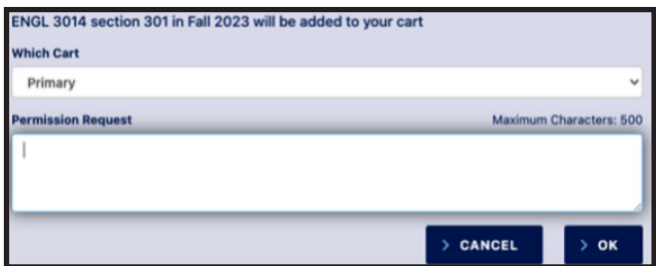 ENGL 3014 section 301 in Fall 2023 will be added to your cart
Which Cart
Primary
Permission Request Maximum Characters: 500
> CANCEL > OK